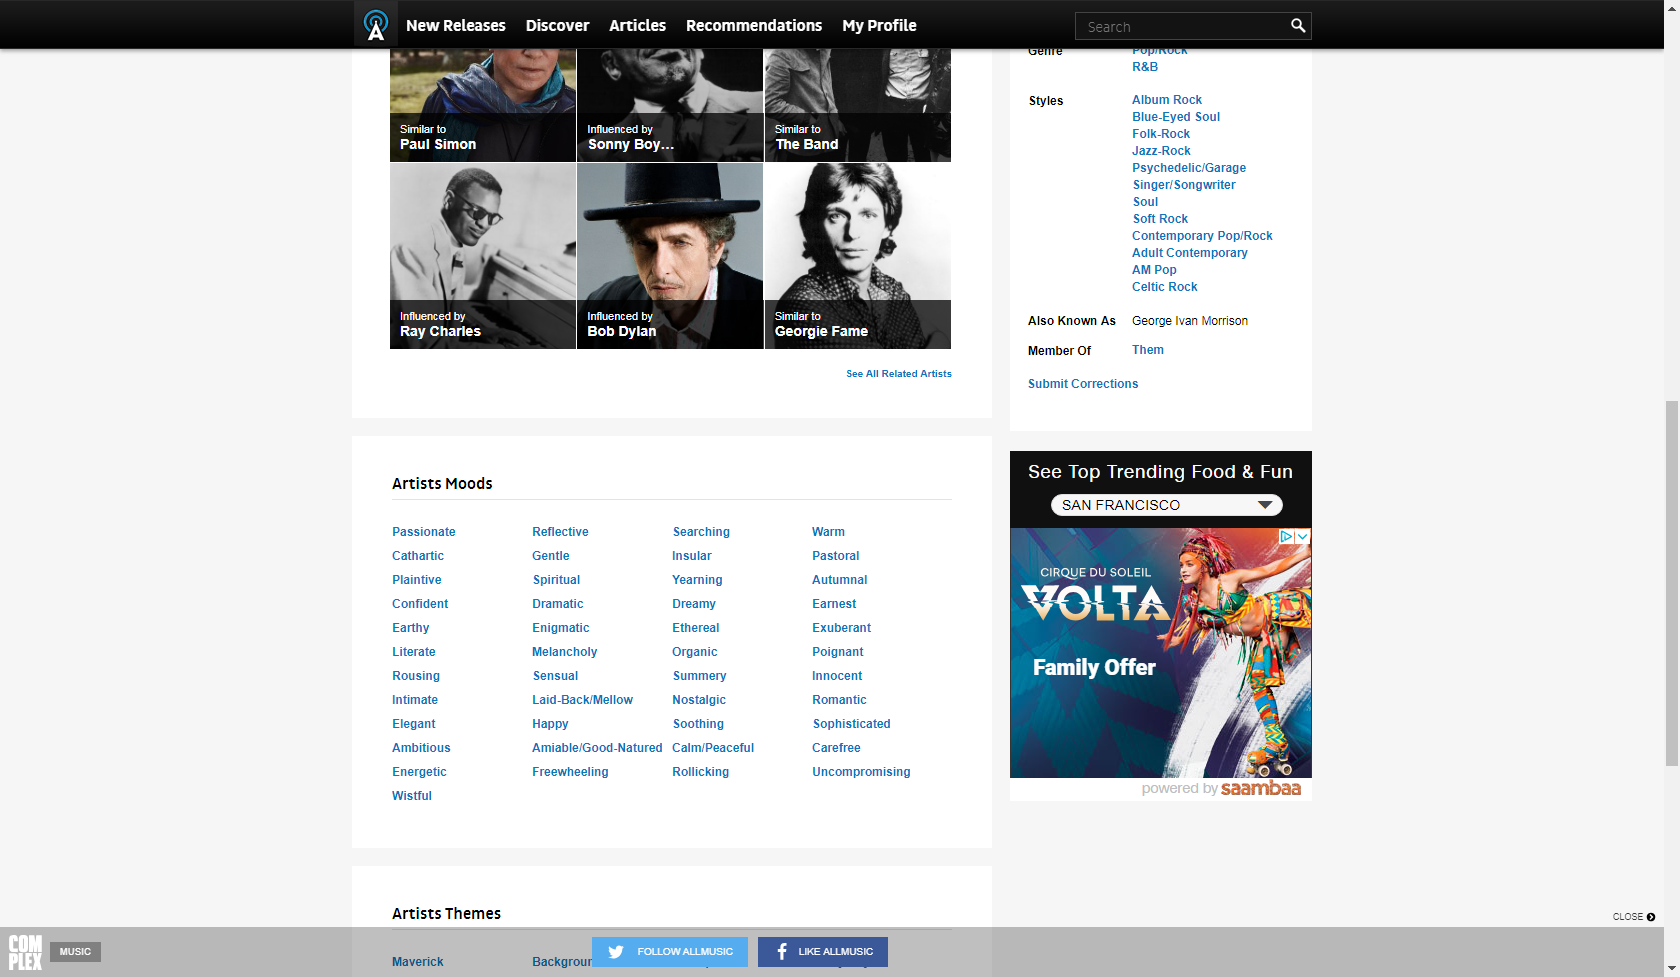 New Releases Discover Articles Recommendations My Profile Search
Similar to
Paul Simon
Influenced by
Sonny Boy...
Similar to
The Band
Influenced by
Ray Charles
Influenced by
Bob Dylan
Similar to
Georgie Fame
See All Related Artists
Genre Pop/Rock
R&B
Styles Album Rock
Blue-Eyed Soul
Folk-Rock
Jazz-Rock
Psychedelic/Garage
Singer/Songwriter
Soul
Soft Rock
Contemporary Pop/Rock
Adult Contemporary
AM Pop
Celtic Rock
Also Known As George Ivan Morrison
Member Of Them
Submit Corrections
Artists Moods
Passionate Reflective Searching Warm
Cathartic Gentle Insular Pastoral
Plaintive Spiritual Yearning Autumnal
Confident Dramatic Dreamy Earnest
Earthy Enigmatic Ethereal Exuberant
Literate Melancholy Organic Poignant
Rousing Sensual Summery Innocent
Intimate Laid-Back/Mellow Nostalgic Romantic
Elegant Happy Soothing Sophisticated
Ambitious Amiable/Good-Natured Calm/Peaceful Carefree
Energetic Freewheeling Rollicking Uncompromising
Wistful
See Top Trending Food & Fun
SAN FRANCISCO
CIRQUE DU SOLEIL
VOLTA
Family Offer
powered by saambaa
Artists Themes
Maverick Backgrou
CLOSE
COM
PLEX
MUSIC
FOLLOW ALLMUSIC
LIKE ALLMUSIC